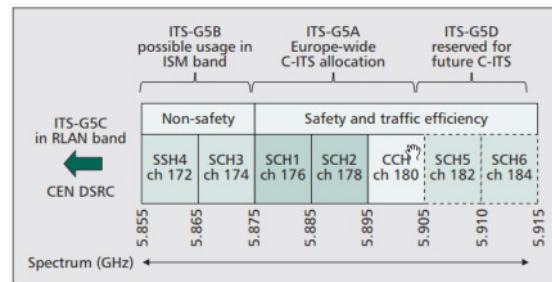 ITS-G5B
possible usage in
ISM band
ITS-G5A
Europe-wide
C-ITS allocation
ITS-G5D
reserved for
future C-ITS
ITS-G5C
in RLAN band
CEN DSRC
Non-safety
Safety and traffic efficiency
SSH4
ch 172
SCH3
ch 174
SCH1
ch 176
SCH2
ch 178
CCH
ch 180
SCH5
ch 182
SCH6
ch 184
5.855
5.865
5.875
5.885
5.895
5.905
5.910
5.915
Spectrum (GHz)